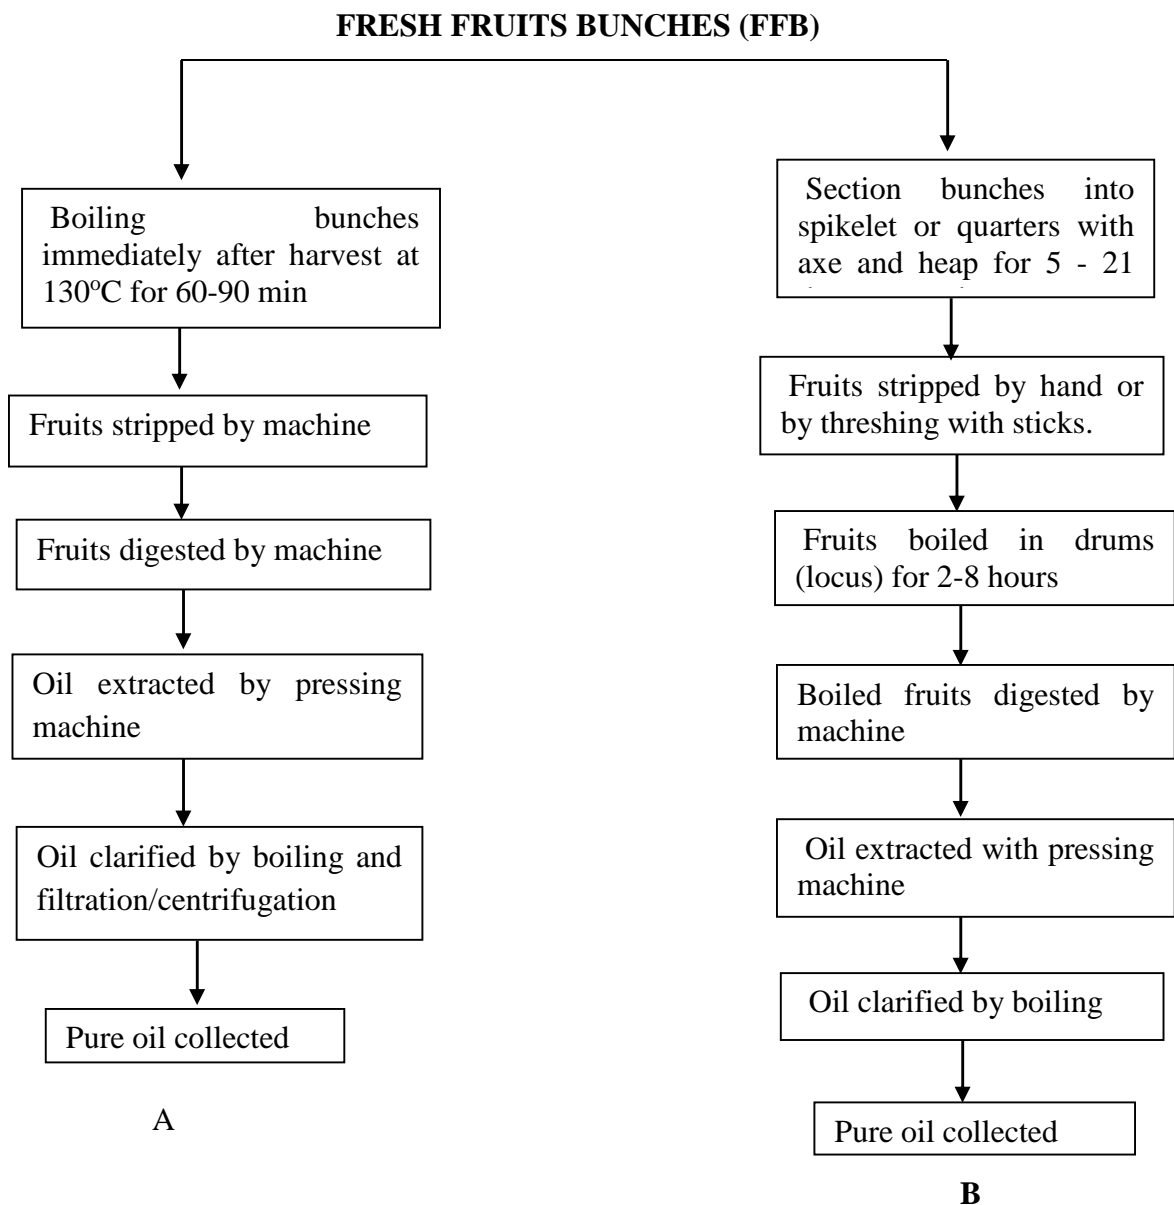 FRESH FRUITS BUNCHES (FFB)
Boiling bunches
immediately after harvest at
130ºC for 60-90 min
Fruits stripped by machine
Fruits digested by machine
Oil extracted by pressing
machine
Oil clarified by boiling and
filtration/centrifugation
Pure oil collected
A
Section bunches into
spikelet or quarters with
axe and heap for 5 - 21
Fruits stripped by hand or
by threshing with sticks.
Fruits boiled in drums
(locus) for 2-8 hours
Boiled fruits digested by
machine
Oil extracted with pressing
machine
Oil clarified by boiling
Pure oil collected
B